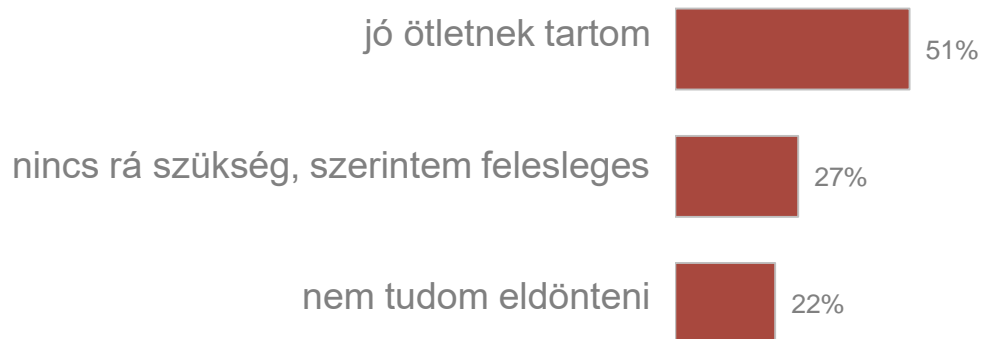 jó ötletnek tartom 51%
nincs rá szükség, szerintem felesleges 27%
nem tudom eldönteni 22%